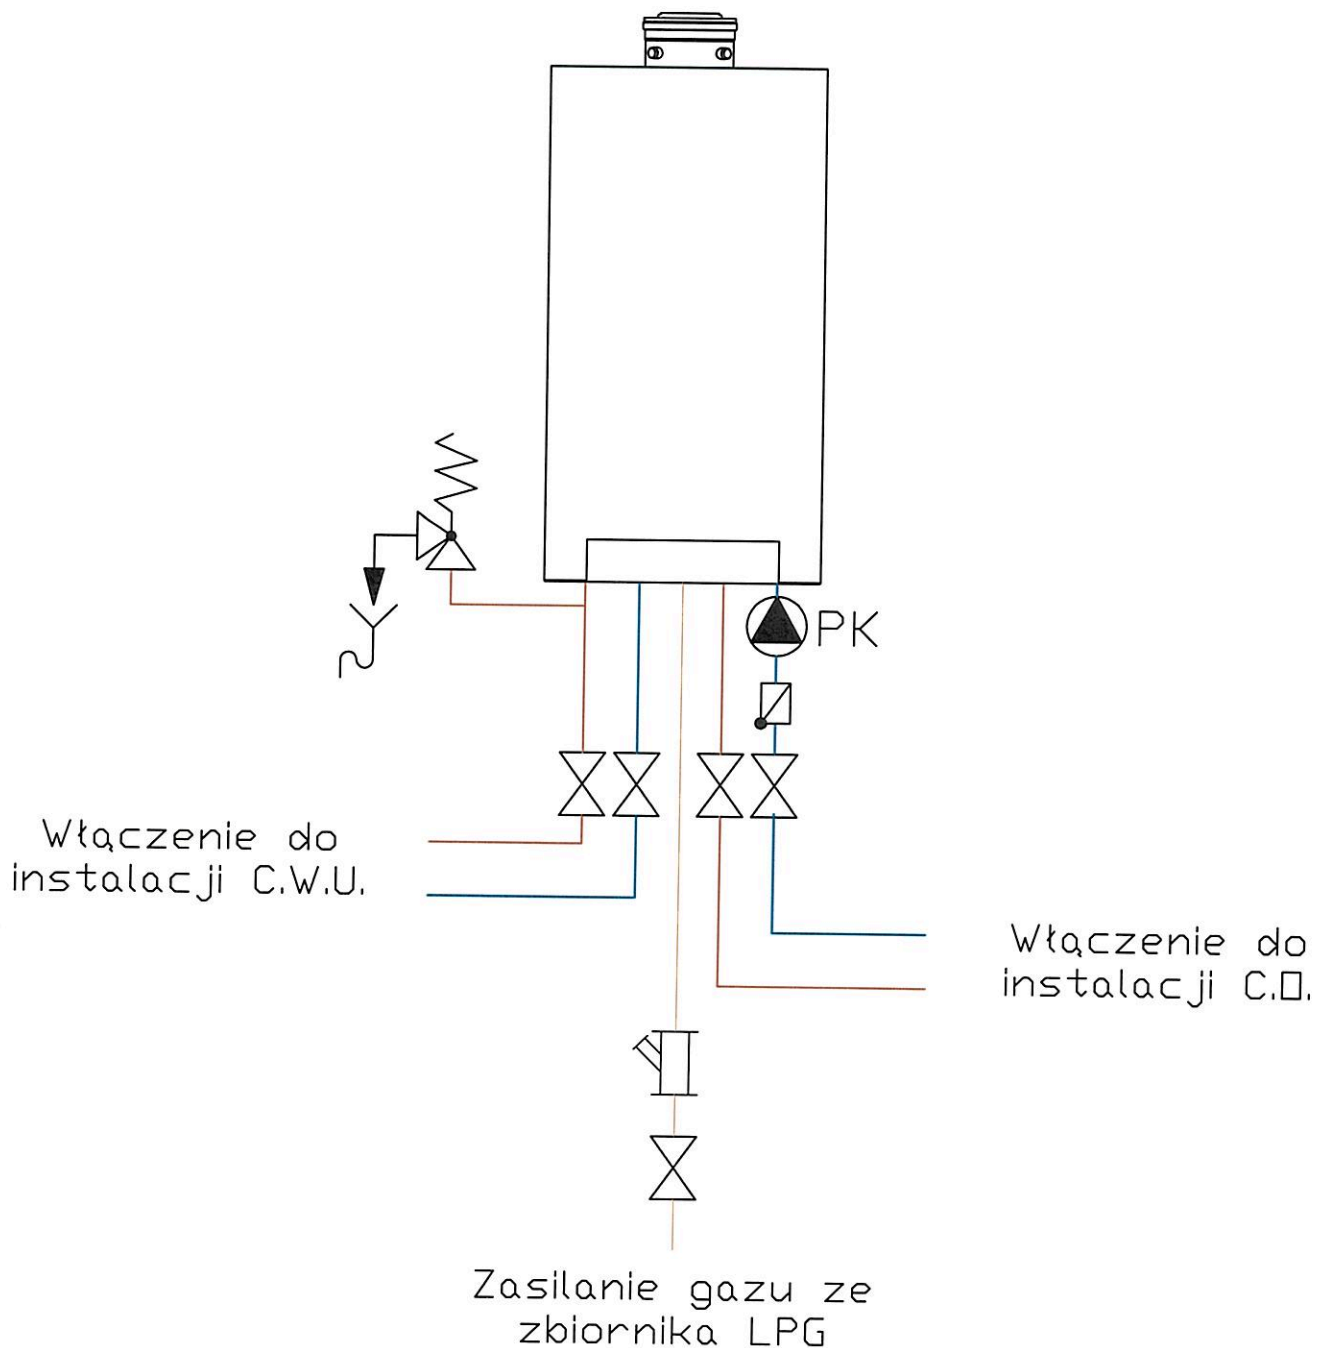 PK
Włączenie do
instalacji C.W.U.
Włączenie do
instalacji C.O.
Zasilanie gazu ze
zbiornika LPG